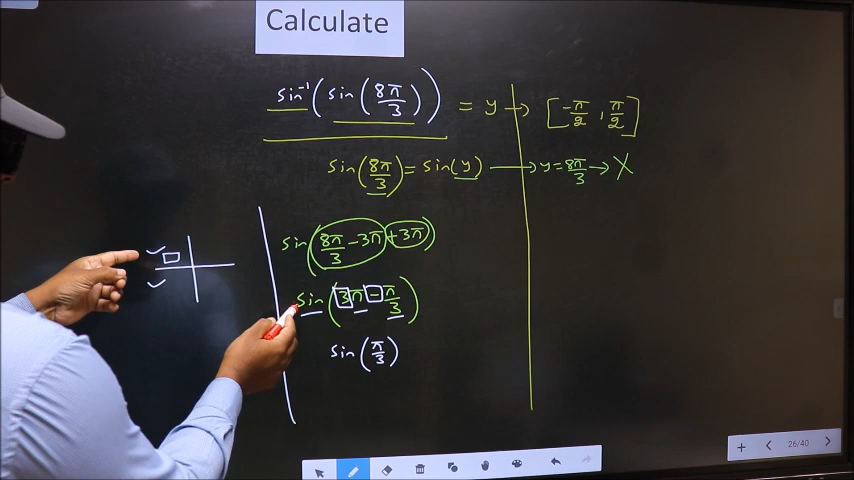 Calculate
sin⁻¹(sin(8π/3)) = y → [-π/2, π/2]
sin(8π/3) = sin(y) → y = 8π/3 → X
sin(8π/3 - 3π + 3π)
sin(3π - π/3)
sin(π/3)
26/40